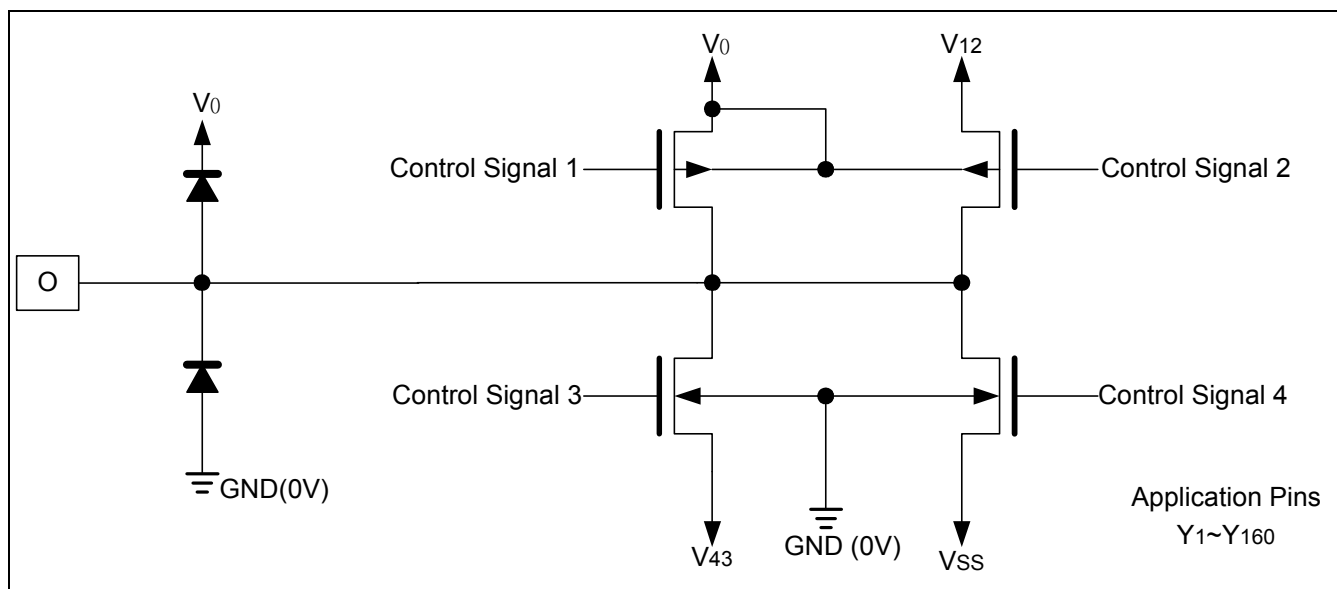 V0
V12
V0
Control Signal 1
Control Signal 2
O
Control Signal 3
Control Signal 4
GND(0V)
GND (0V)
V43
VSS
Application Pins
Y1~Y160